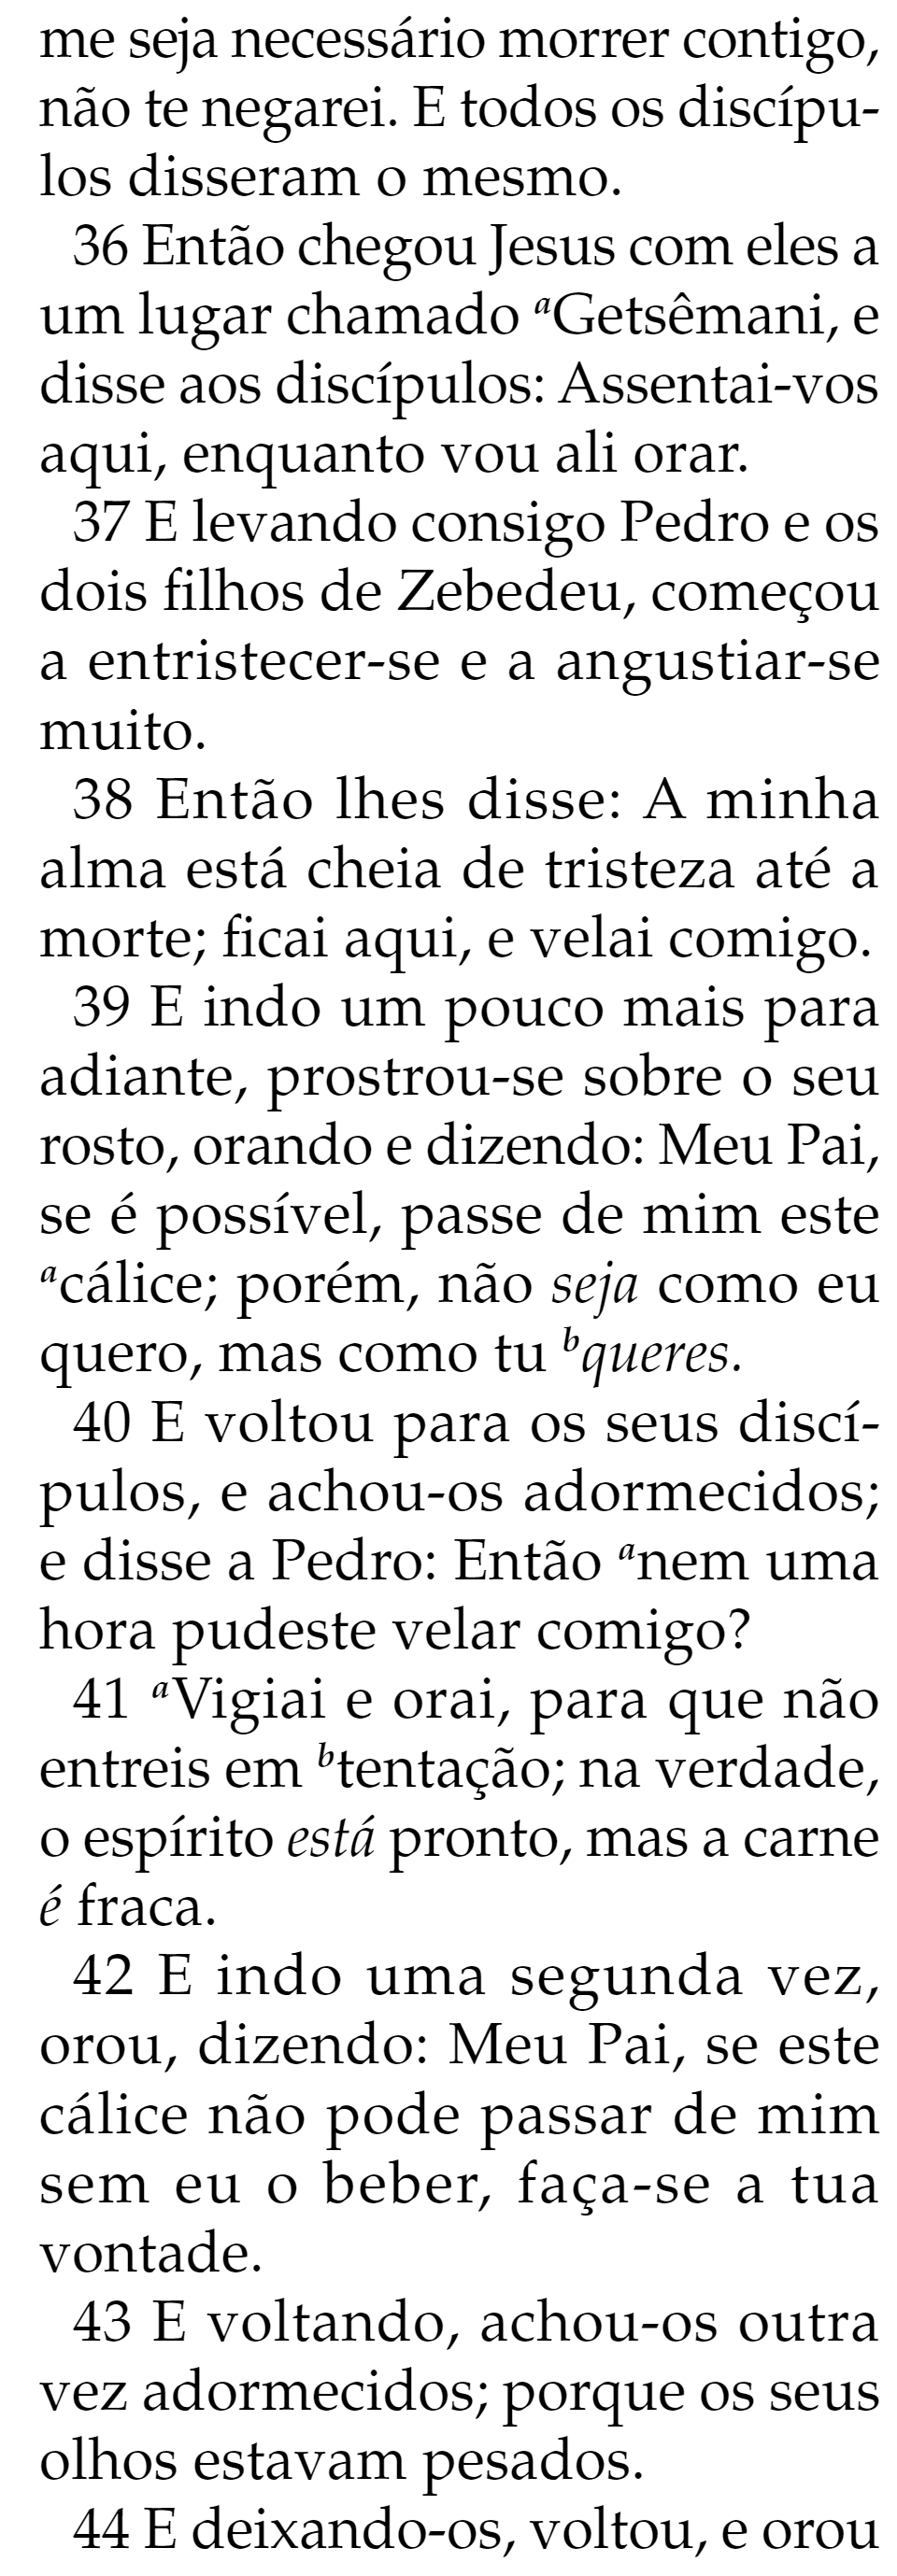 me seja necessário morrer contigo,
não te negarei. E todos os discípu-
los disseram o mesmo.
36 Então chegou Jesus com eles a
um lugar chamado aGetsêmani, e
disse aos discípulos: Assentai-vos
aqui, enquanto vou ali orar.
37 E levando consigo Pedro e os
dois filhos de Zebedeu, começou
a entristecer-se e a angustiar-se
muito.
38 Então lhes disse: A minha
alma está cheia de tristeza até a
morte; ficai aqui, e velai comigo.
39 E indo um pouco mais para
adiante, prostrou-se sobre o seu
rosto, orando e dizendo: Meu Pai,
se é possível, passe de mim este
acálice; porém, não seja como eu
quero, mas como tu bqueres.
40 E voltou para os seus discí-
pulos, e achou-os adormecidos;
e disse a Pedro: Então anem uma
hora pudeste velar comigo?
41 aVigiai e orai, para que não
entreis em btentação; na verdade,
o espírito está pronto, mas a carne
é fraca.
42 E indo uma segunda vez,
orou, dizendo: Meu Pai, se este
cálice não pode passar de mim
sem eu o beber, faça-se a tua
vontade.
43 E voltando, achou-os outra
vez adormecidos; porque os seus
olhos estavam pesados.
44 E deixando-os, voltou, e orou